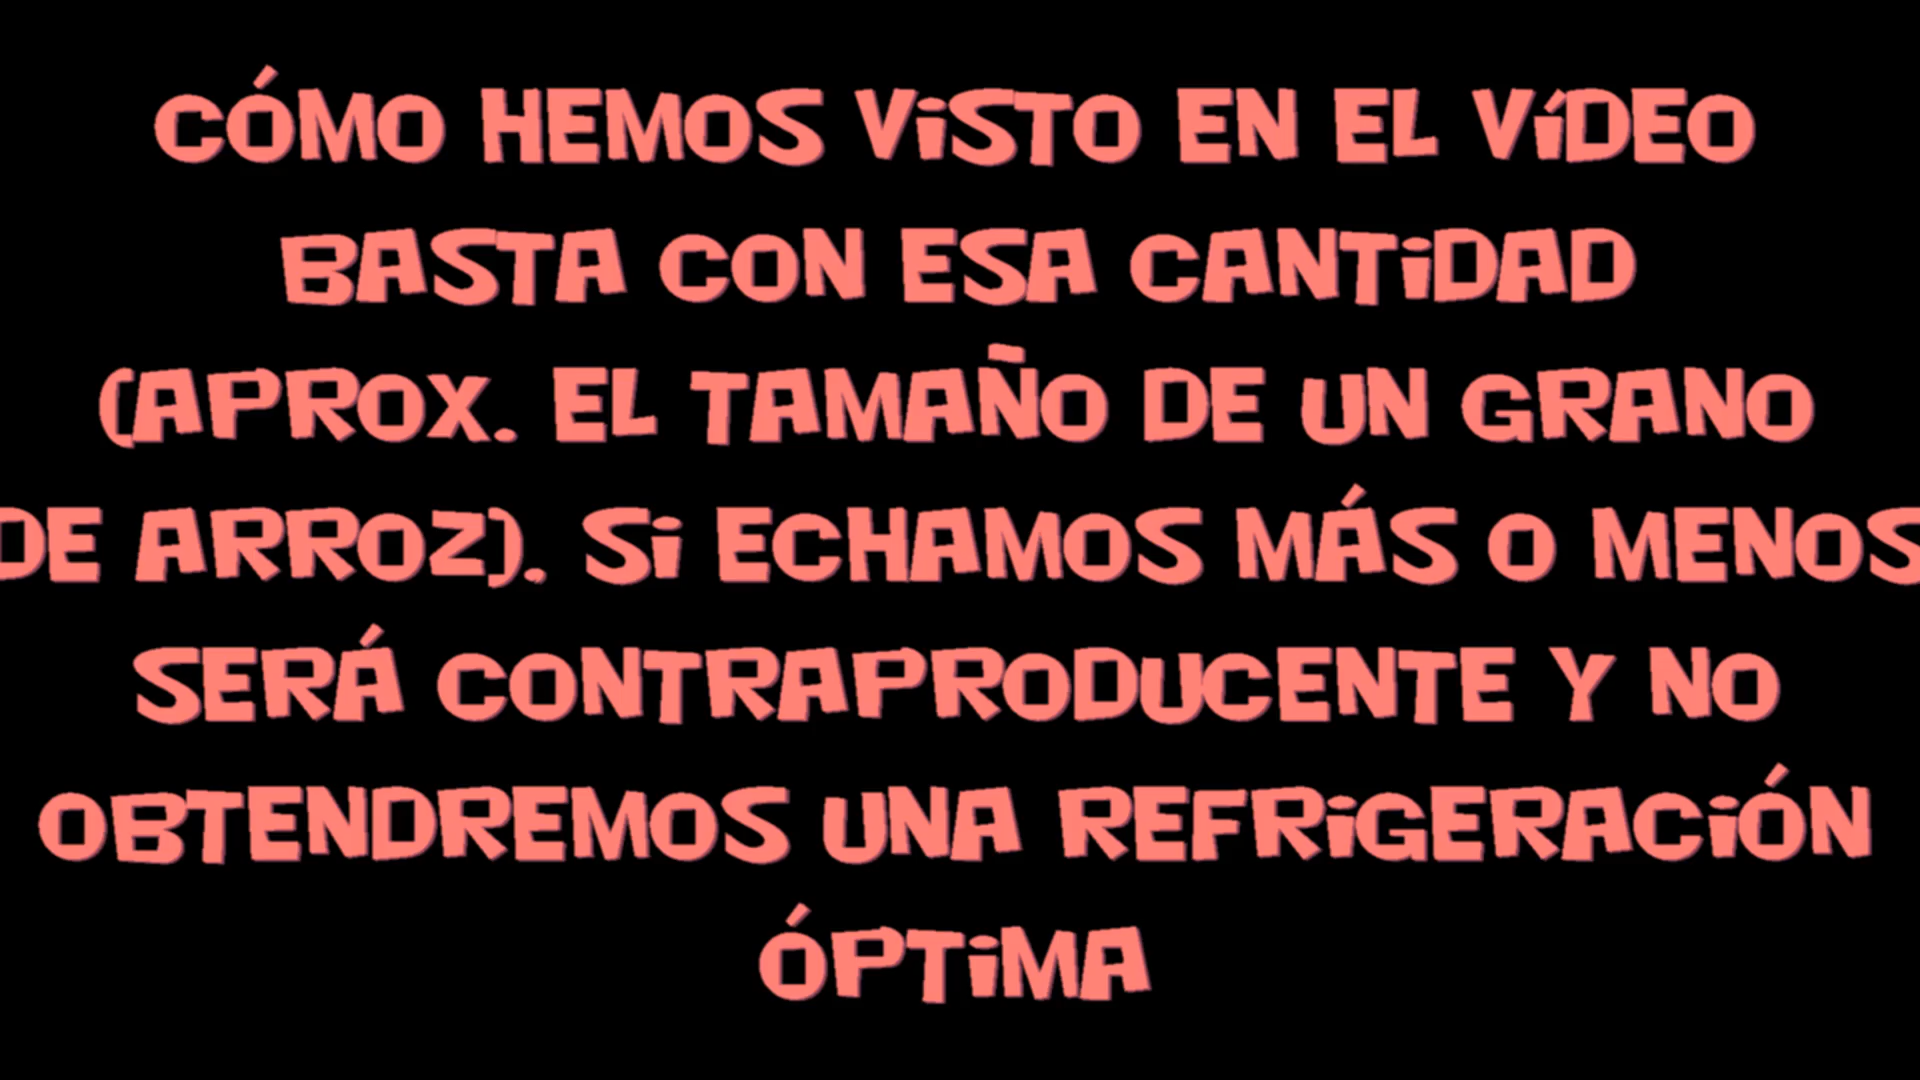 CÓMO HEMOS ViSTO EN EL VíDEO
BASTA CON ESA CANTiDAD
(APROX. EL TAMAÑO DE UN GRANO
DE ARROZ). Si ECHAMOS MÁS O MENOS
SERÁ CONTRAPRODUCENTE Y NO
OBTENDREMOS UNA REFRiGERACiÓN
ÓPTiMA